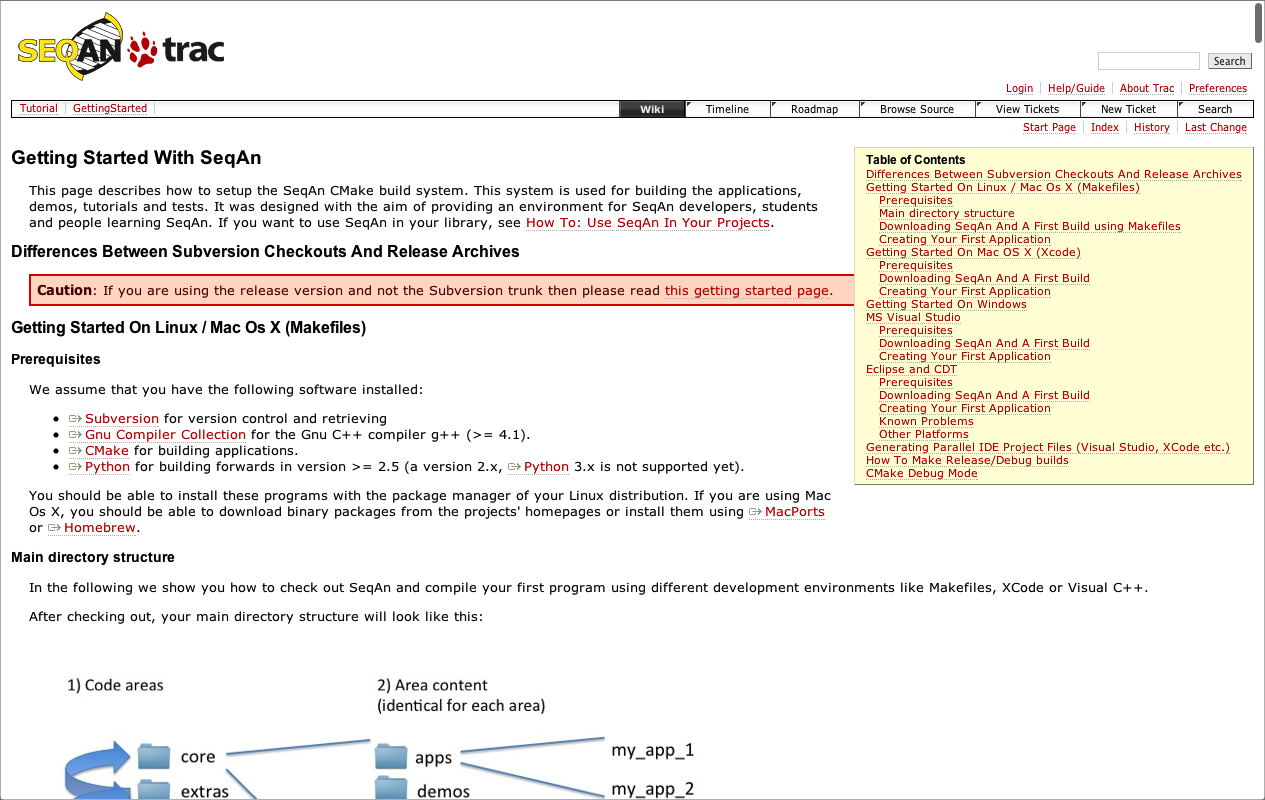 SEQAN trac
Search
Login Help/Guide About Trac Preferences
Tutorial GettingStarted Wiki Timeline Roadmap Browse Source View Tickets New Ticket Search
Start Page Index History Last Change
Getting Started With SeqAn
This page describes how to setup the SeqAn CMake build system. This system is used for building the applications,
demos, tutorials and tests. It was designed with the aim of providing an environment for SeqAn developers, students
and people learning SeqAn. If you want to use SeqAn in your library, see How To: Use SeqAn In Your Projects.
Differences Between Subversion Checkouts And Release Archives
Caution: If you are using the release version and not the Subversion trunk then please read this getting started page.
Table of Contents
Differences Between Subversion Checkouts And Release Archives
Getting Started On Linux / Mac Os X (Makefiles)
Prerequisites
Main directory structure
Downloading SeqAn And A First Build using Makefiles
Creating Your First Application
Getting Started On Mac OS X (Xcode)
Prerequisites
Downloading SeqAn And A First Build
Creating Your First Application
Getting Started On Windows
MS Visual Studio
Prerequisites
Downloading SeqAn And A First Build
Creating Your First Application
Eclipse and CDT
Prerequisites
Downloading SeqAn And A First Build
Creating Your First Application
Known Problems
Other Platforms
Generating Parallel IDE Project Files (Visual Studio, XCode etc.)
How To Make Release/Debug builds
CMake Debug Mode
Getting Started On Linux / Mac Os X (Makefiles)
Prerequisites
We assume that you have the following software installed:
Subversion for version control and retrieving
Gnu Compiler Collection for the Gnu C++ compiler g++ (>= 4.1).
CMake for building applications.
Python for building forwards in version >= 2.5 (a version 2.x, Python 3.x is not supported yet).
You should be able to install these programs with the package manager of your Linux distribution. If you are using Mac
Os X, you should be able to download binary packages from the projects' homepages or install them using MacPorts
or Homebrew.
Main directory structure
In the following we show you how to check out SeqAn and compile your first program using different development environments like Makefiles, XCode or Visual C++.
After checking out, your main directory structure will look like this:
1) Code areas
2) Area content
(identical for each area)
core apps my_app_1
extras demos my_app_2